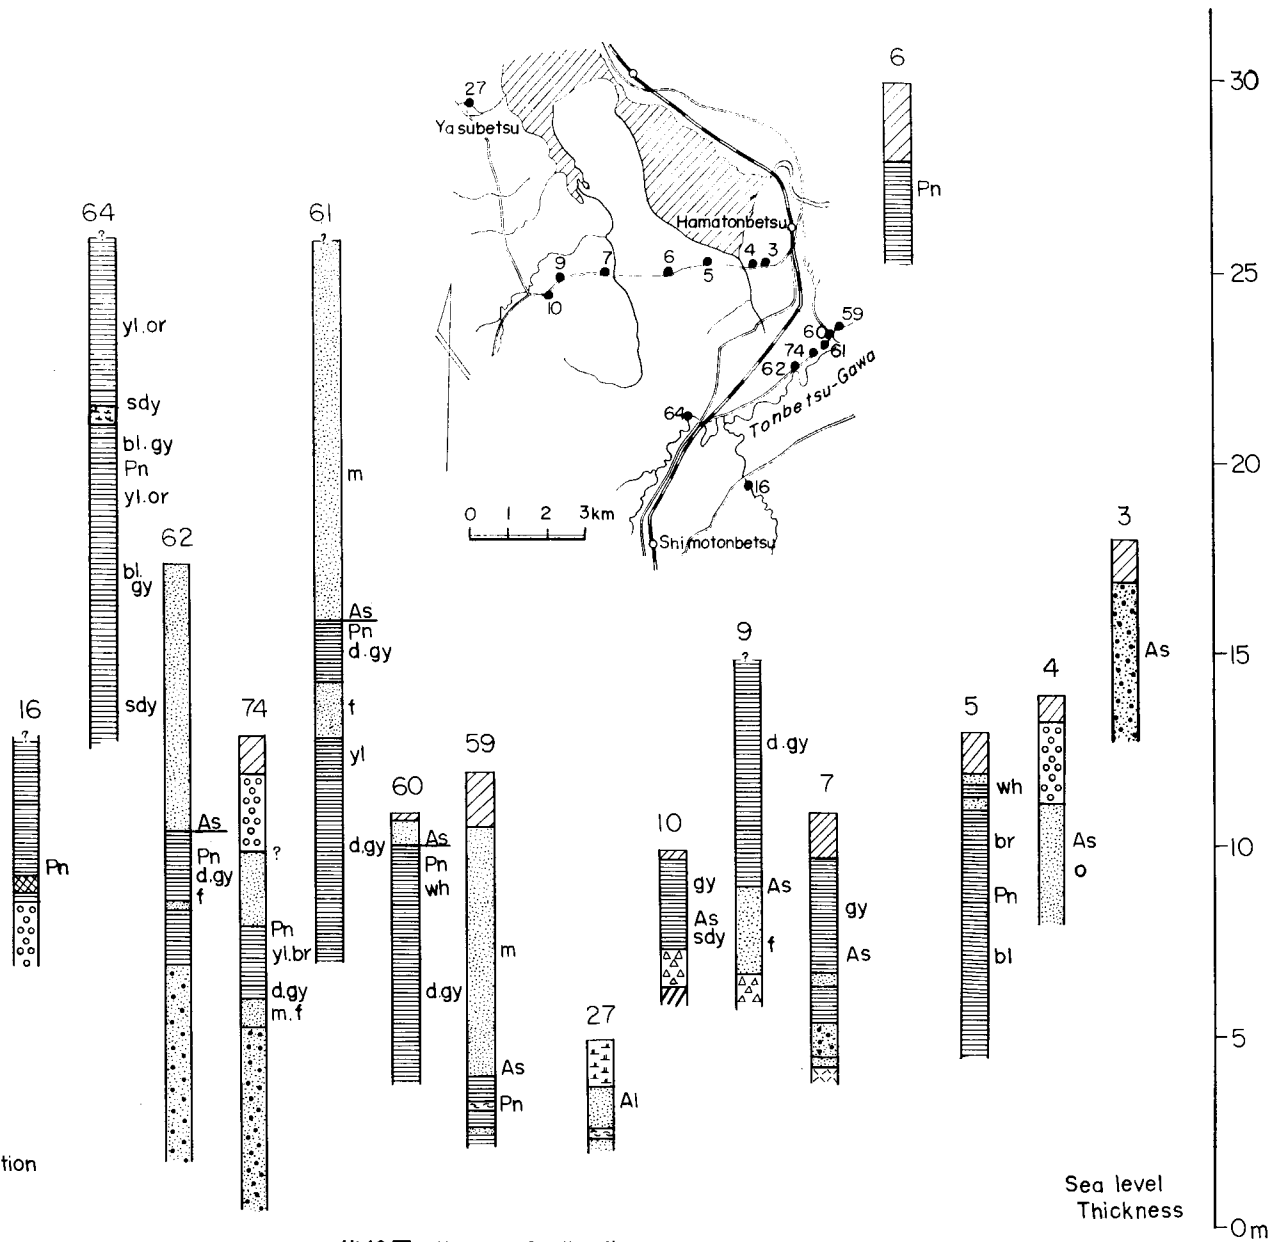 6
30
25
20
15
10
5
0m
Sea level
Thickness
27
Yasubetsu
Hamatonbetsu
9
7
6
5
4
3
10
59
60
74
61
62
Tonbetsu-Gawa
64
16
Shimotonbetsu
0 1 2 3km
Pn
64
?
yl.or
sdy
bl.gy
Pn
yl.or
bl.
gy
sdy
61
?
m
As
Pn
d.gy
f
yl
d.gy
62
As
Pn
d.gy
f
16
?
Pn
74
?
Pn
yl.br
d.gy
m.f
60
As
Pn
wh
d.gy
59
m
As
Pn
27
Al
10
gy
As
sdy
9
?
d.gy
As
f
7
gy
As
5
wh
br
Pn
bl
4
As
3
As
tion